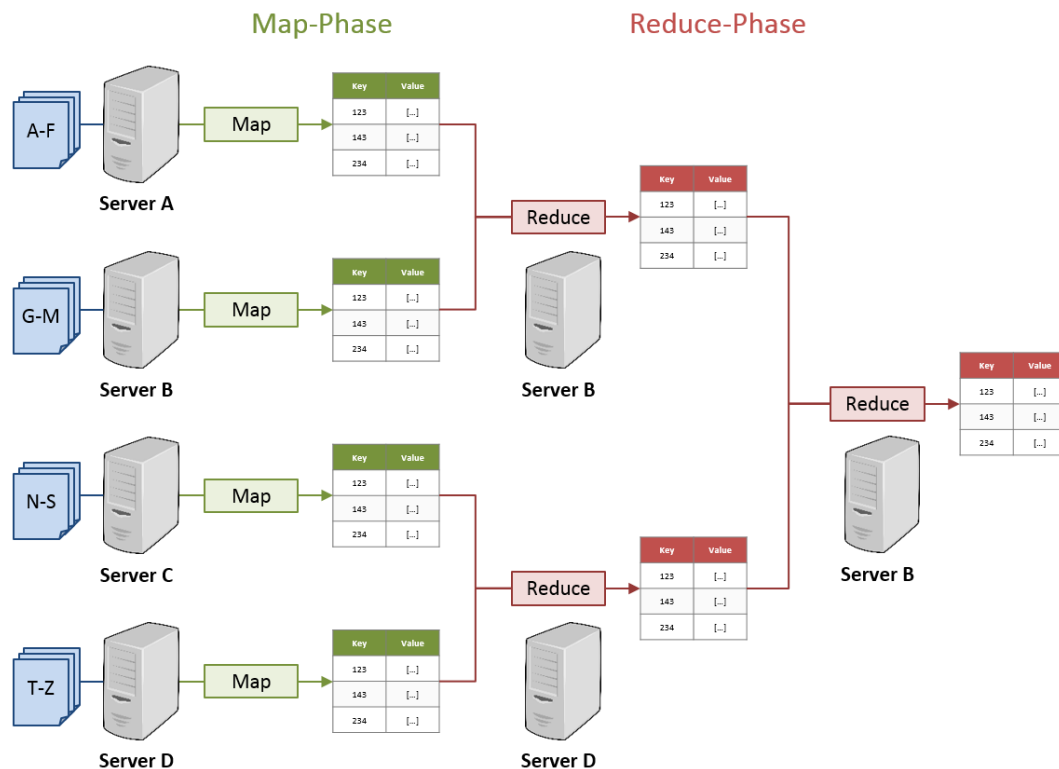 Map-Phase
Reduce-Phase
A-F
Server A
Map
Key Value
123 [...]
143 [...]
234 [...]
G-M
Server B
Map
Key Value
123 [...]
143 [...]
234 [...]
Reduce
Server B
Key Value
123 [...]
143 [...]
234 [...]
N-S
Server C
Map
Key Value
123 [...]
143 [...]
234 [...]
T-Z
Server D
Map
Key Value
123 [...]
143 [...]
234 [...]
Reduce
Server D
Key Value
123 [...]
143 [...]
234 [...]
Reduce
Server B
Key Value
123 [...]
143 [...]
234 [...]